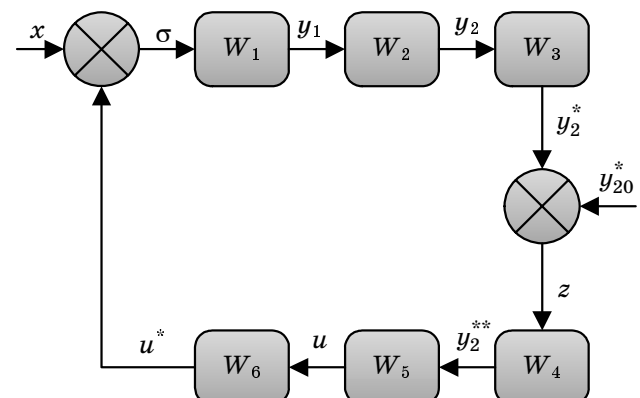 x σ W₁ y₁ W₂ y₂ W₃
y₂*
y₂₀*
z
u* W₆ u W₅ y₂** W₄